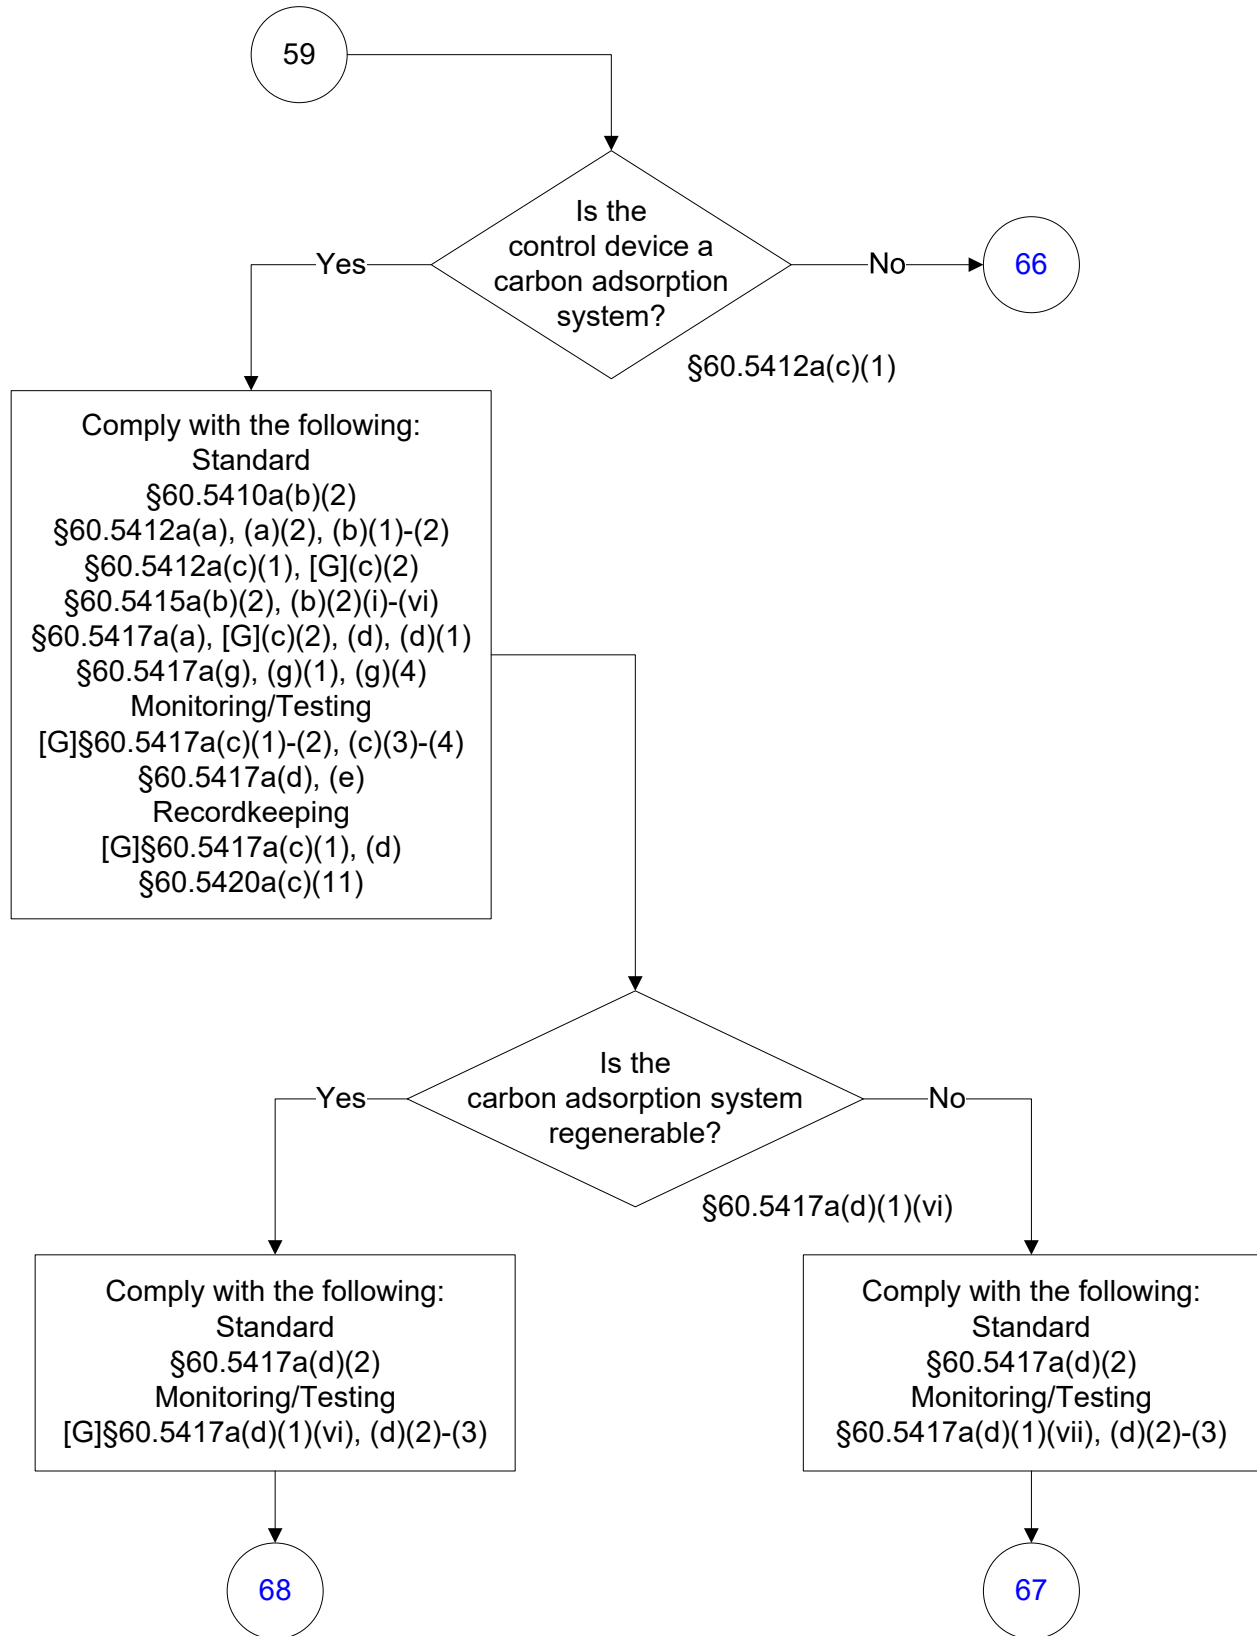 59
Is the
control device a
carbon adsorption
system?
Yes
No
66
§60.5412a(c)(1)
Comply with the following:
Standard
§60.5410a(b)(2)
§60.5412a(a), (a)(2), (b)(1)-(2)
§60.5412a(c)(1), [G](c)(2)
§60.5415a(b)(2), (b)(2)(i)-(vi)
§60.5417a(a), [G](c)(2), (d), (d)(1)
§60.5417a(g), (g)(1), (g)(4)
Monitoring/Testing
[G]§60.5417a(c)(1)-(2), (c)(3)-(4)
§60.5417a(d), (e)
Recordkeeping
[G]§60.5417a(c)(1), (d)
§60.5420a(c)(11)
Is the
carbon adsorption system
regenerable?
Yes
No
§60.5417a(d)(1)(vi)
Comply with the following:
Standard
§60.5417a(d)(2)
Monitoring/Testing
[G]§60.5417a(d)(1)(vi), (d)(2)-(3)
Comply with the following:
Standard
§60.5417a(d)(2)
Monitoring/Testing
§60.5417a(d)(1)(vii), (d)(2)-(3)
68
67